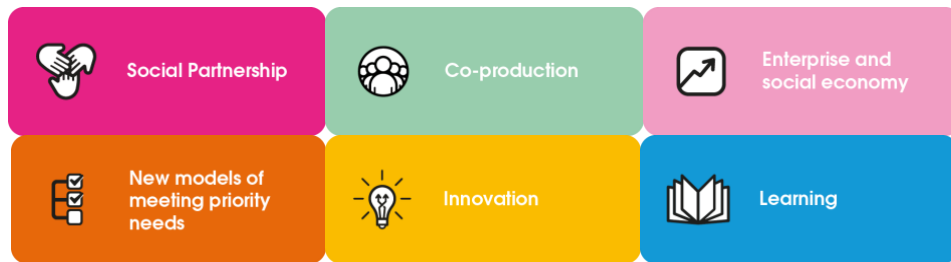 Social Partnership
Co-production
Enterprise and
social economy
New models of
meeting priority
needs
Innovation
Learning